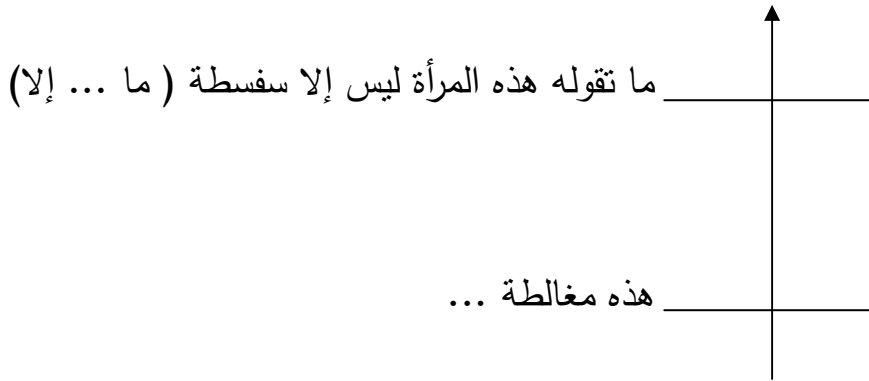 ما تقوله هذه المرأة ليس إلا سفسطة ( ما ... إلا)
هذه مغالطة ...